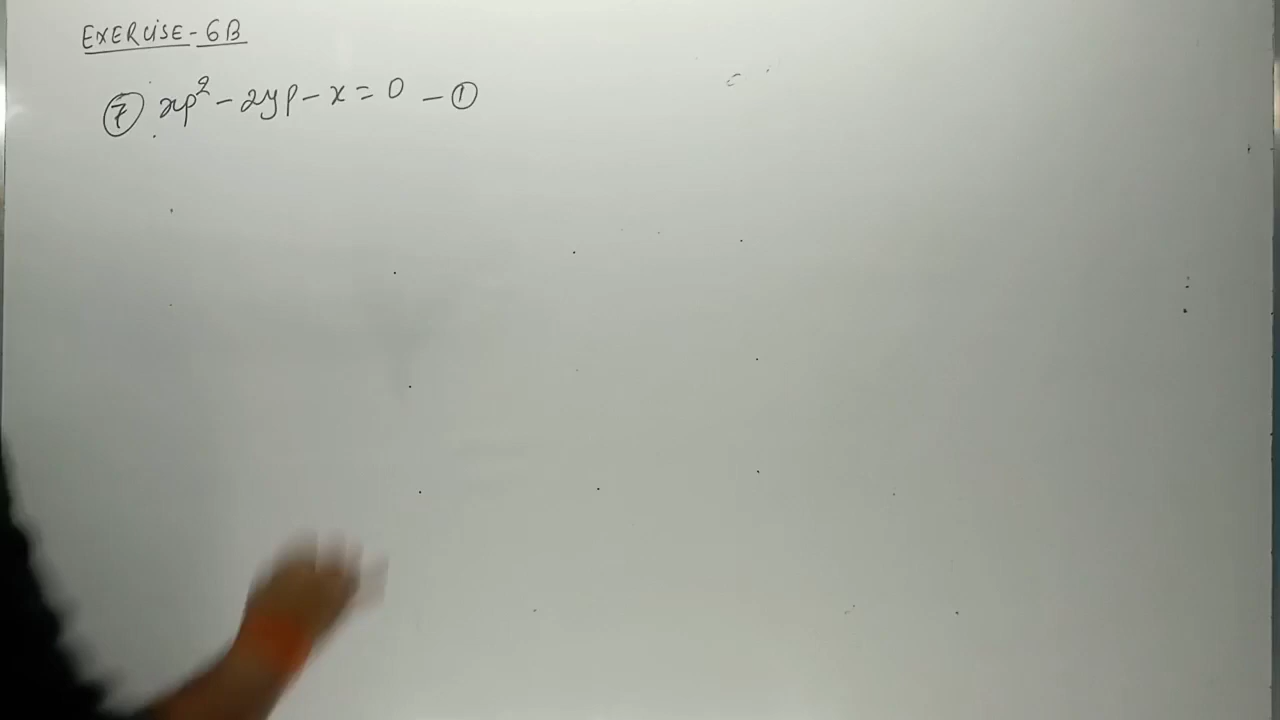 EXERCISE-6B
⑦ xp² - 2yp - x = 0 - ①